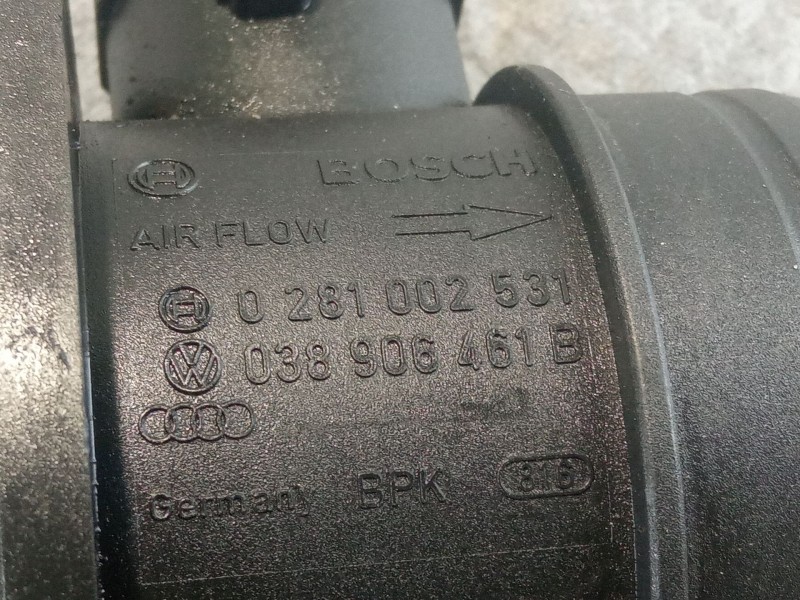 BOSCH
AIR FLOW
0 281 002 531
038 906 461 B
Germany BPK 816